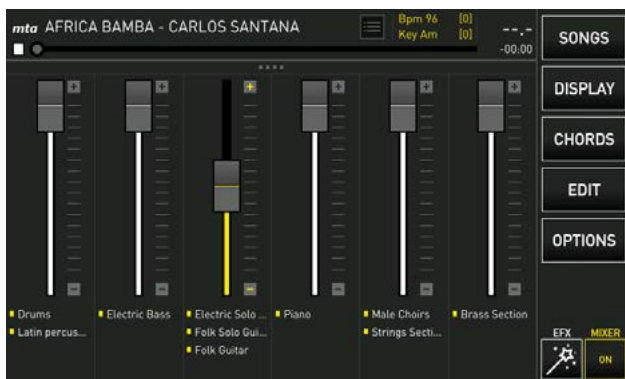 mta AFRICA BAMBA - CARLOS SANTANA
Bpm 96 [0]
Key Am [0]
--.-
-00:00
SONGS
DISPLAY
CHORDS
EDIT
OPTIONS
Drums
Latin percus...
Electric Bass
Electric Solo ...
Folk Solo Gui...
Folk Guitar
Piano
Male Choirs
Strings Secti...
Brass Section
EFX
MIXER
ON